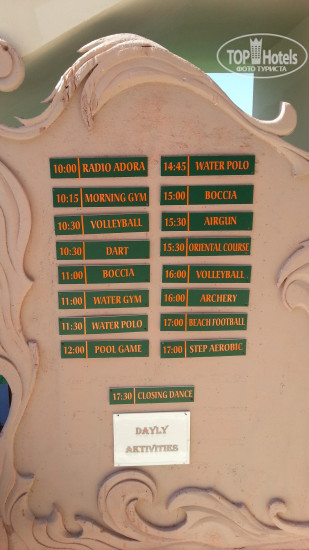 TOPHotels
ФОТО ТУРИСТА
10:00 RADIO ADORA
10:15 MORNING GYM
10:30 VOLLEYBALL
10:30 DART
11:00 BOCCIA
11:00 WATER GYM
11:30 WATER POLO
12:00 POOL GAME
14:45 WATER POLO
15:00 BOCCIA
15:30 AIRGUN
15:30 ORIENTAL COURSE
16:00 VOLLEYBALL
16:00 ARCHERY
17:00 BEACH FOOTBALL
17:00 STEP AEROBIC
17:30 CLOSING DANCE
DAYLY
AKTIVITIES